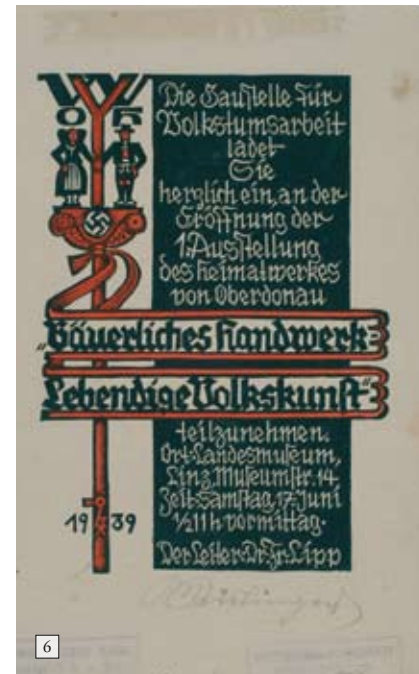 Die Gaustelle für
Volkstumsarbeit
ladet
Sie
herzlich ein, an der
Eröffnung der
1. Ausstellung
des Heimatwerkes
von Oberdonau
„Bäuerliches Handwerk-
Lebendige Volkskunst“
teilzunehmen.
Ort: Landesmuseum,
Linz, Museumstr. 14.
Zeit: Samstag, 17. Juni
½11 h vormittag.
Der Leiter: Dr. Fr. Lipp
19 39
6